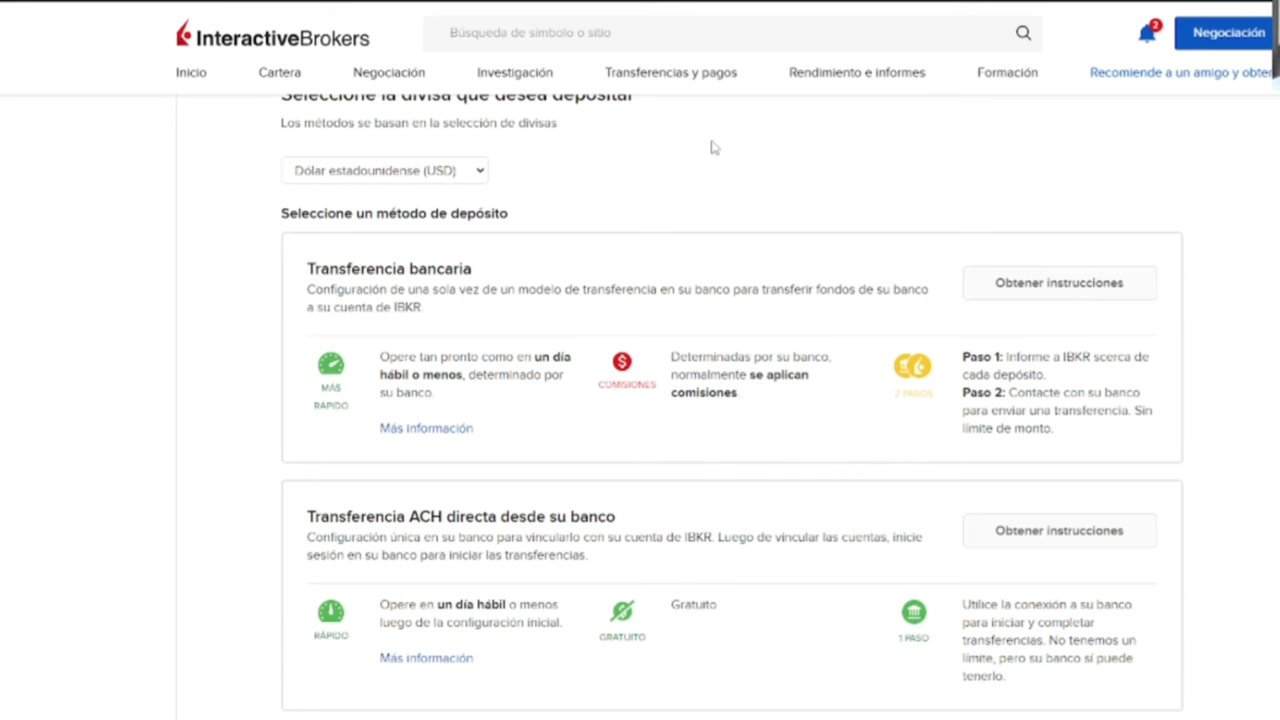 InteractiveBrokers
Búsqueda de símbolo o sitio
2
Negociación
Inicio
Cartera
Negociación
Investigación
Transferencias y pagos
Rendimiento e informes
Formación
Recomiende a un amigo y obten
Seleccione la divisa que desea depositar
Los métodos se basan en la selección de divisas
Dólar estadounidense (USD)
Seleccione un método de depósito
Transferencia bancaria
Configuración de una sola vez de un modelo de transferencia en su banco para transferir fondos de su banco
a su cuenta de IBKR.
Obtener instrucciones
MÁS
RÁPIDO
Opere tan pronto como en un día
hábil o menos, determinado por
su banco.
Más información
COMISIONES
Determinadas por su banco,
normalmente se aplican
comisiones.
2 PASOS
Paso 1: Informe a IBKR scerca de
cada depósito.
Paso 2: Contacte con su banco
para enviar una transferencia. Sin
límite de monto.
Transferencia ACH directa desde su banco
Configuración única en su banco para vincularlo con su cuenta de IBKR. Luego de vincular las cuentas, inicie
sesión en su banco para iniciar las transferencias.
Obtener instrucciones
RÁPIDO
Opere en un día hábil o menos
luego de la configuración inicial.
Más información
GRATUITO
Gratuito
1 PASO
Utilice la conexión a su banco
para iniciar y completar
transferencias. No tenemos un
límite, pero su banco sí puede
tenerlo.